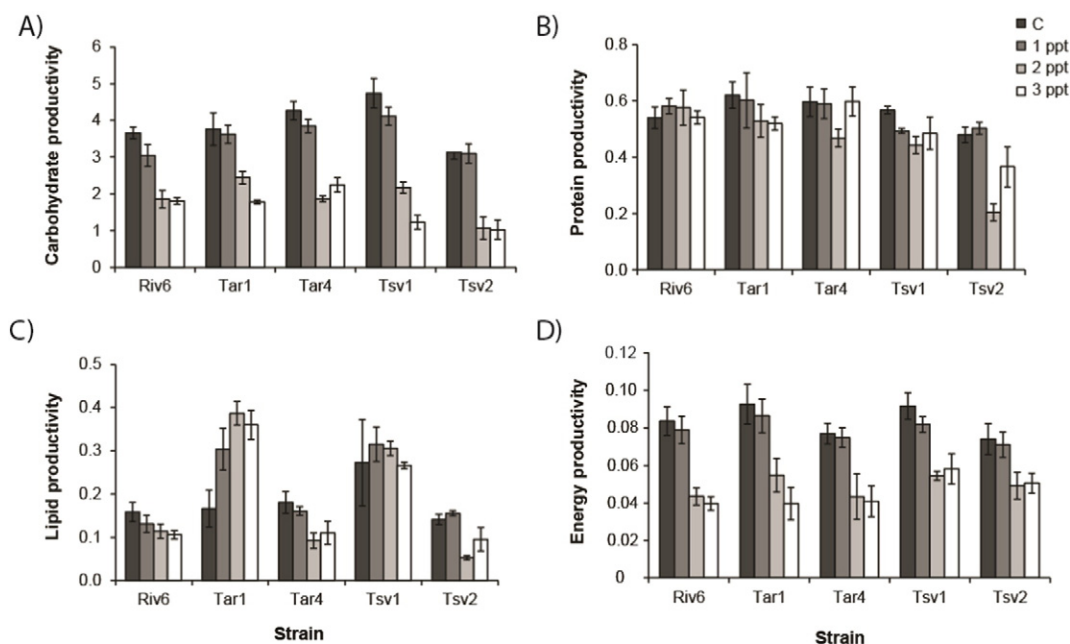 A)
Carbohydrate productivity
6
5
4
3
2
1
0
Riv6 Tar1 Tar4 Tsv1 Tsv2
B)
Protein productivity
0.8
0.6
0.4
0.2
0.0
Riv6 Tar1 Tar4 Tsv1 Tsv2
C
1 ppt
2 ppt
3 ppt
C)
Lipid productivity
0.5
0.4
0.3
0.2
0.1
0.0
Riv6 Tar1 Tar4 Tsv1 Tsv2
Strain
D)
Energy productivity
0.12
0.10
0.08
0.06
0.04
0.02
0
Riv6 Tar1 Tar4 Tsv1 Tsv2
Strain